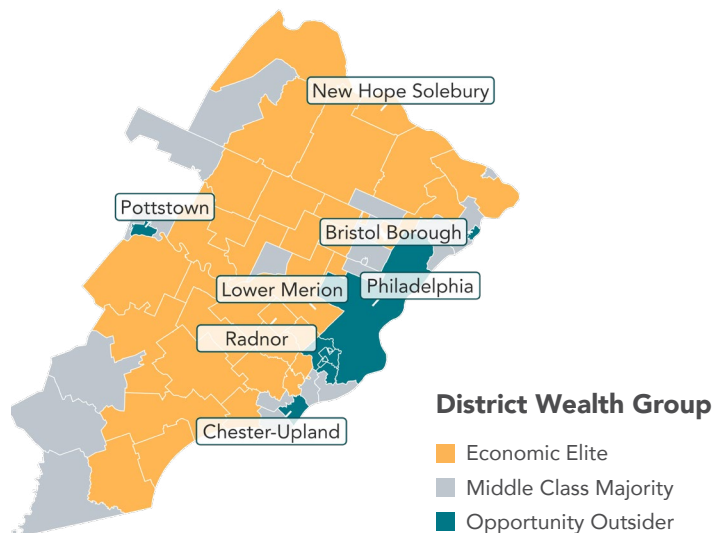 New Hope Solebury
Pottstown
Bristol Borough
Lower Merion
Philadelphia
Radnor
Chester-Upland
District Wealth Group
Economic Elite
Middle Class Majority
Opportunity Outsider